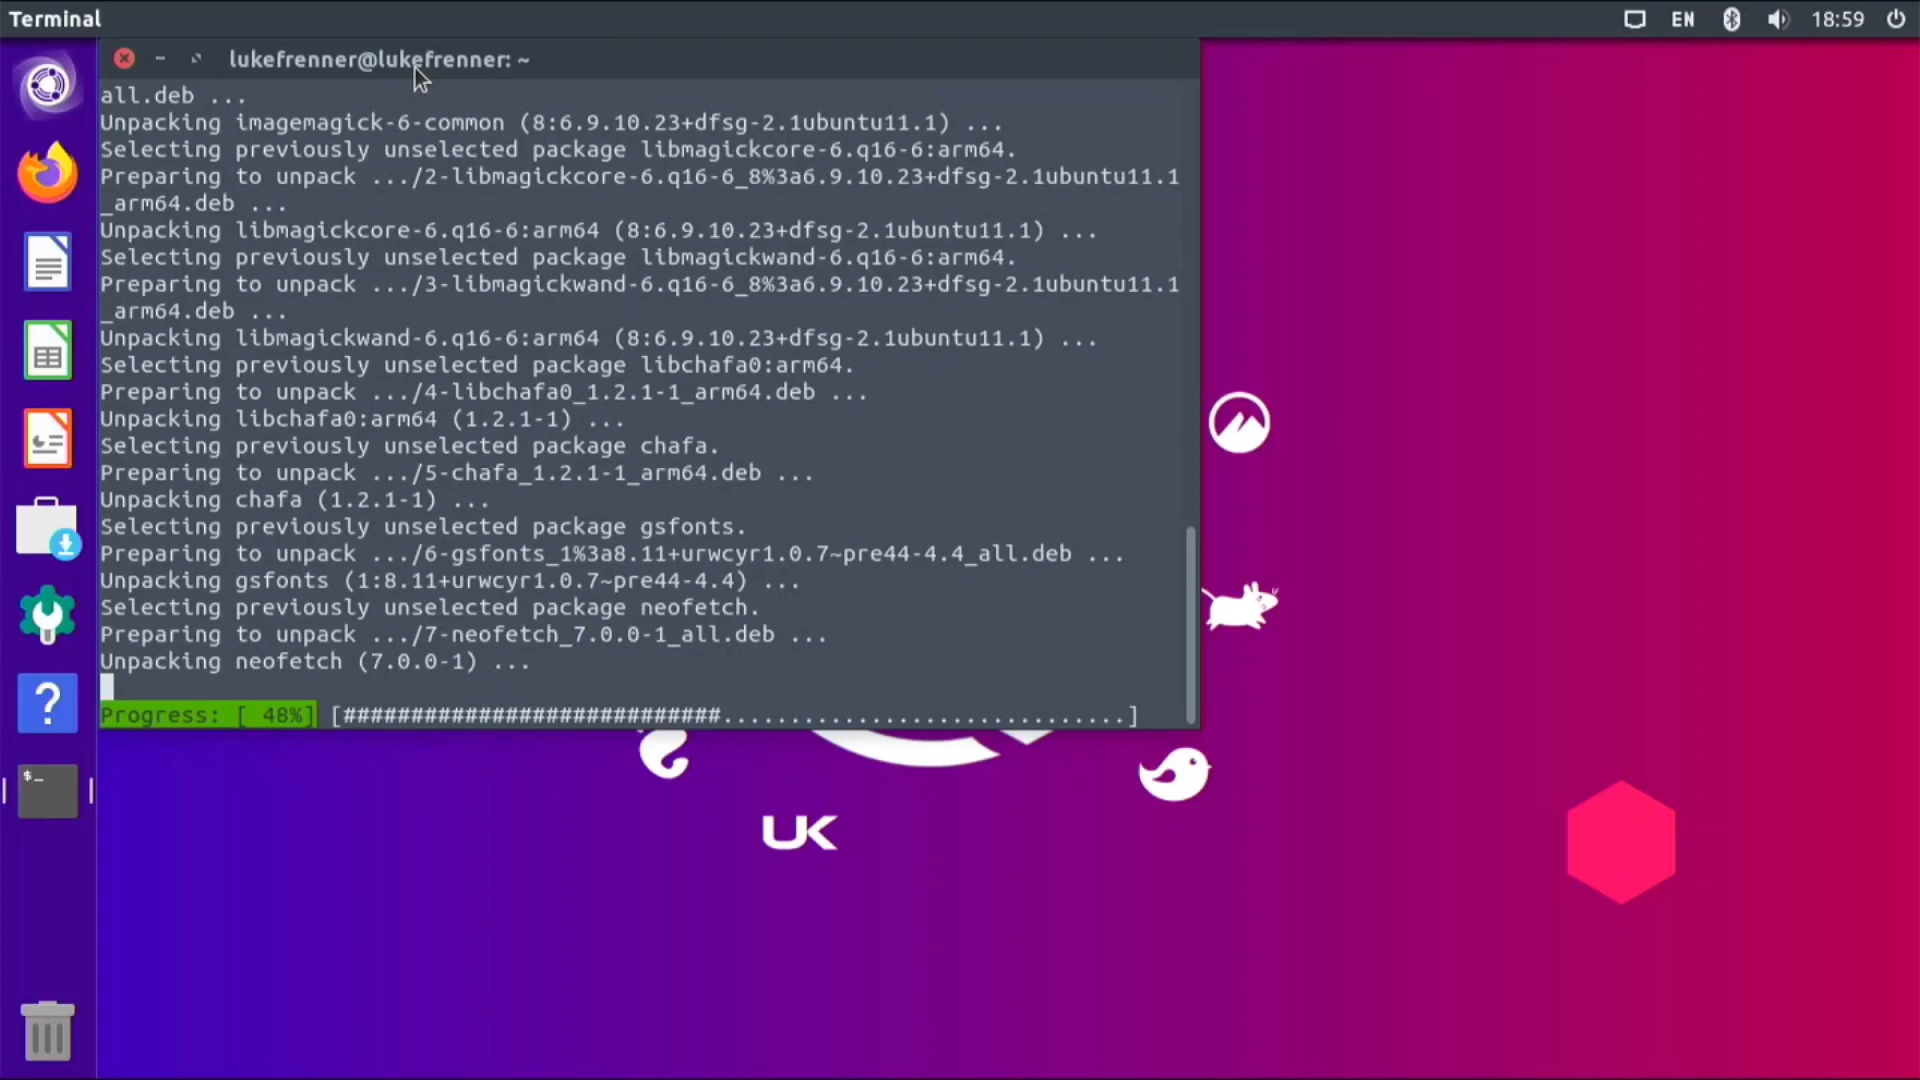 Terminal
EN
18:59
lukefrenner@lukefrenner: ~
all.deb ...
Unpacking imagemagick-6-common (8:6.9.10.23+dfsg-2.1ubuntu11.1) ...
Selecting previously unselected package libmagickcore-6.q16-6:arm64.
Preparing to unpack .../2-libmagickcore-6.q16-6_8%3a6.9.10.23+dfsg-2.1ubuntu11.1
_arm64.deb ...
Unpacking libmagickcore-6.q16-6:arm64 (8:6.9.10.23+dfsg-2.1ubuntu11.1) ...
Selecting previously unselected package libmagickwand-6.q16-6:arm64.
Preparing to unpack .../3-libmagickwand-6.q16-6_8%3a6.9.10.23+dfsg-2.1ubuntu11.1
_arm64.deb ...
Unpacking libmagickwand-6.q16-6:arm64 (8:6.9.10.23+dfsg-2.1ubuntu11.1) ...
Selecting previously unselected package libchafa0:arm64.
Preparing to unpack .../4-libchafa0_1.2.1-1_arm64.deb ...
Unpacking libchafa0:arm64 (1.2.1-1) ...
Selecting previously unselected package chafa.
Preparing to unpack .../5-chafa_1.2.1-1_arm64.deb ...
Unpacking chafa (1.2.1-1) ...
Selecting previously unselected package gsfonts.
Preparing to unpack .../6-gsfonts_1%3a8.11+urwcyr1.0.7~pre44-4.4_all.deb ...
Unpacking gsfonts (1:8.11+urwcyr1.0.7~pre44-4.4) ...
Selecting previously unselected package neofetch.
Preparing to unpack .../7-neofetch_7.0.0-1_all.deb ...
Unpacking neofetch (7.0.0-1) ...
Progress: [ 48%] [############################..............................]
$_
?
UK